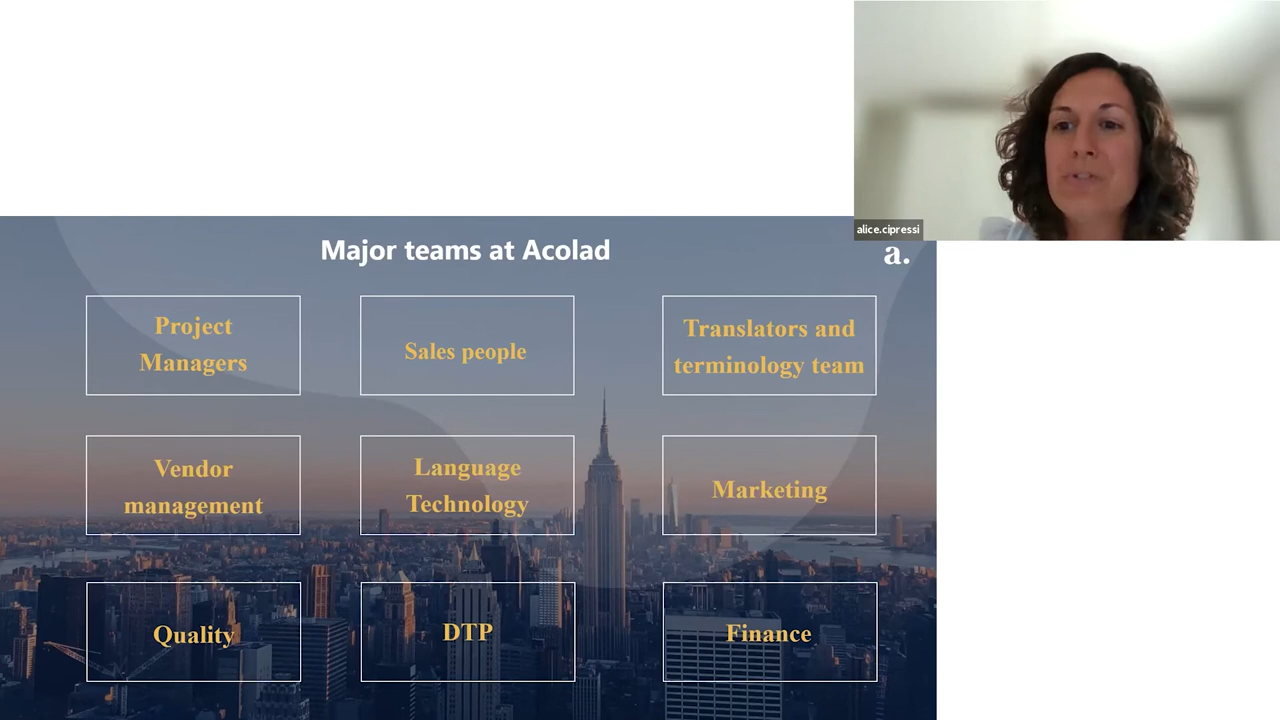 alice.cipressi
Major teams at Acolad
a.
Project
Managers
Sales people
Translators and
terminology team
Vendor
management
Language
Technology
Marketing
Quality
DTP
Finance